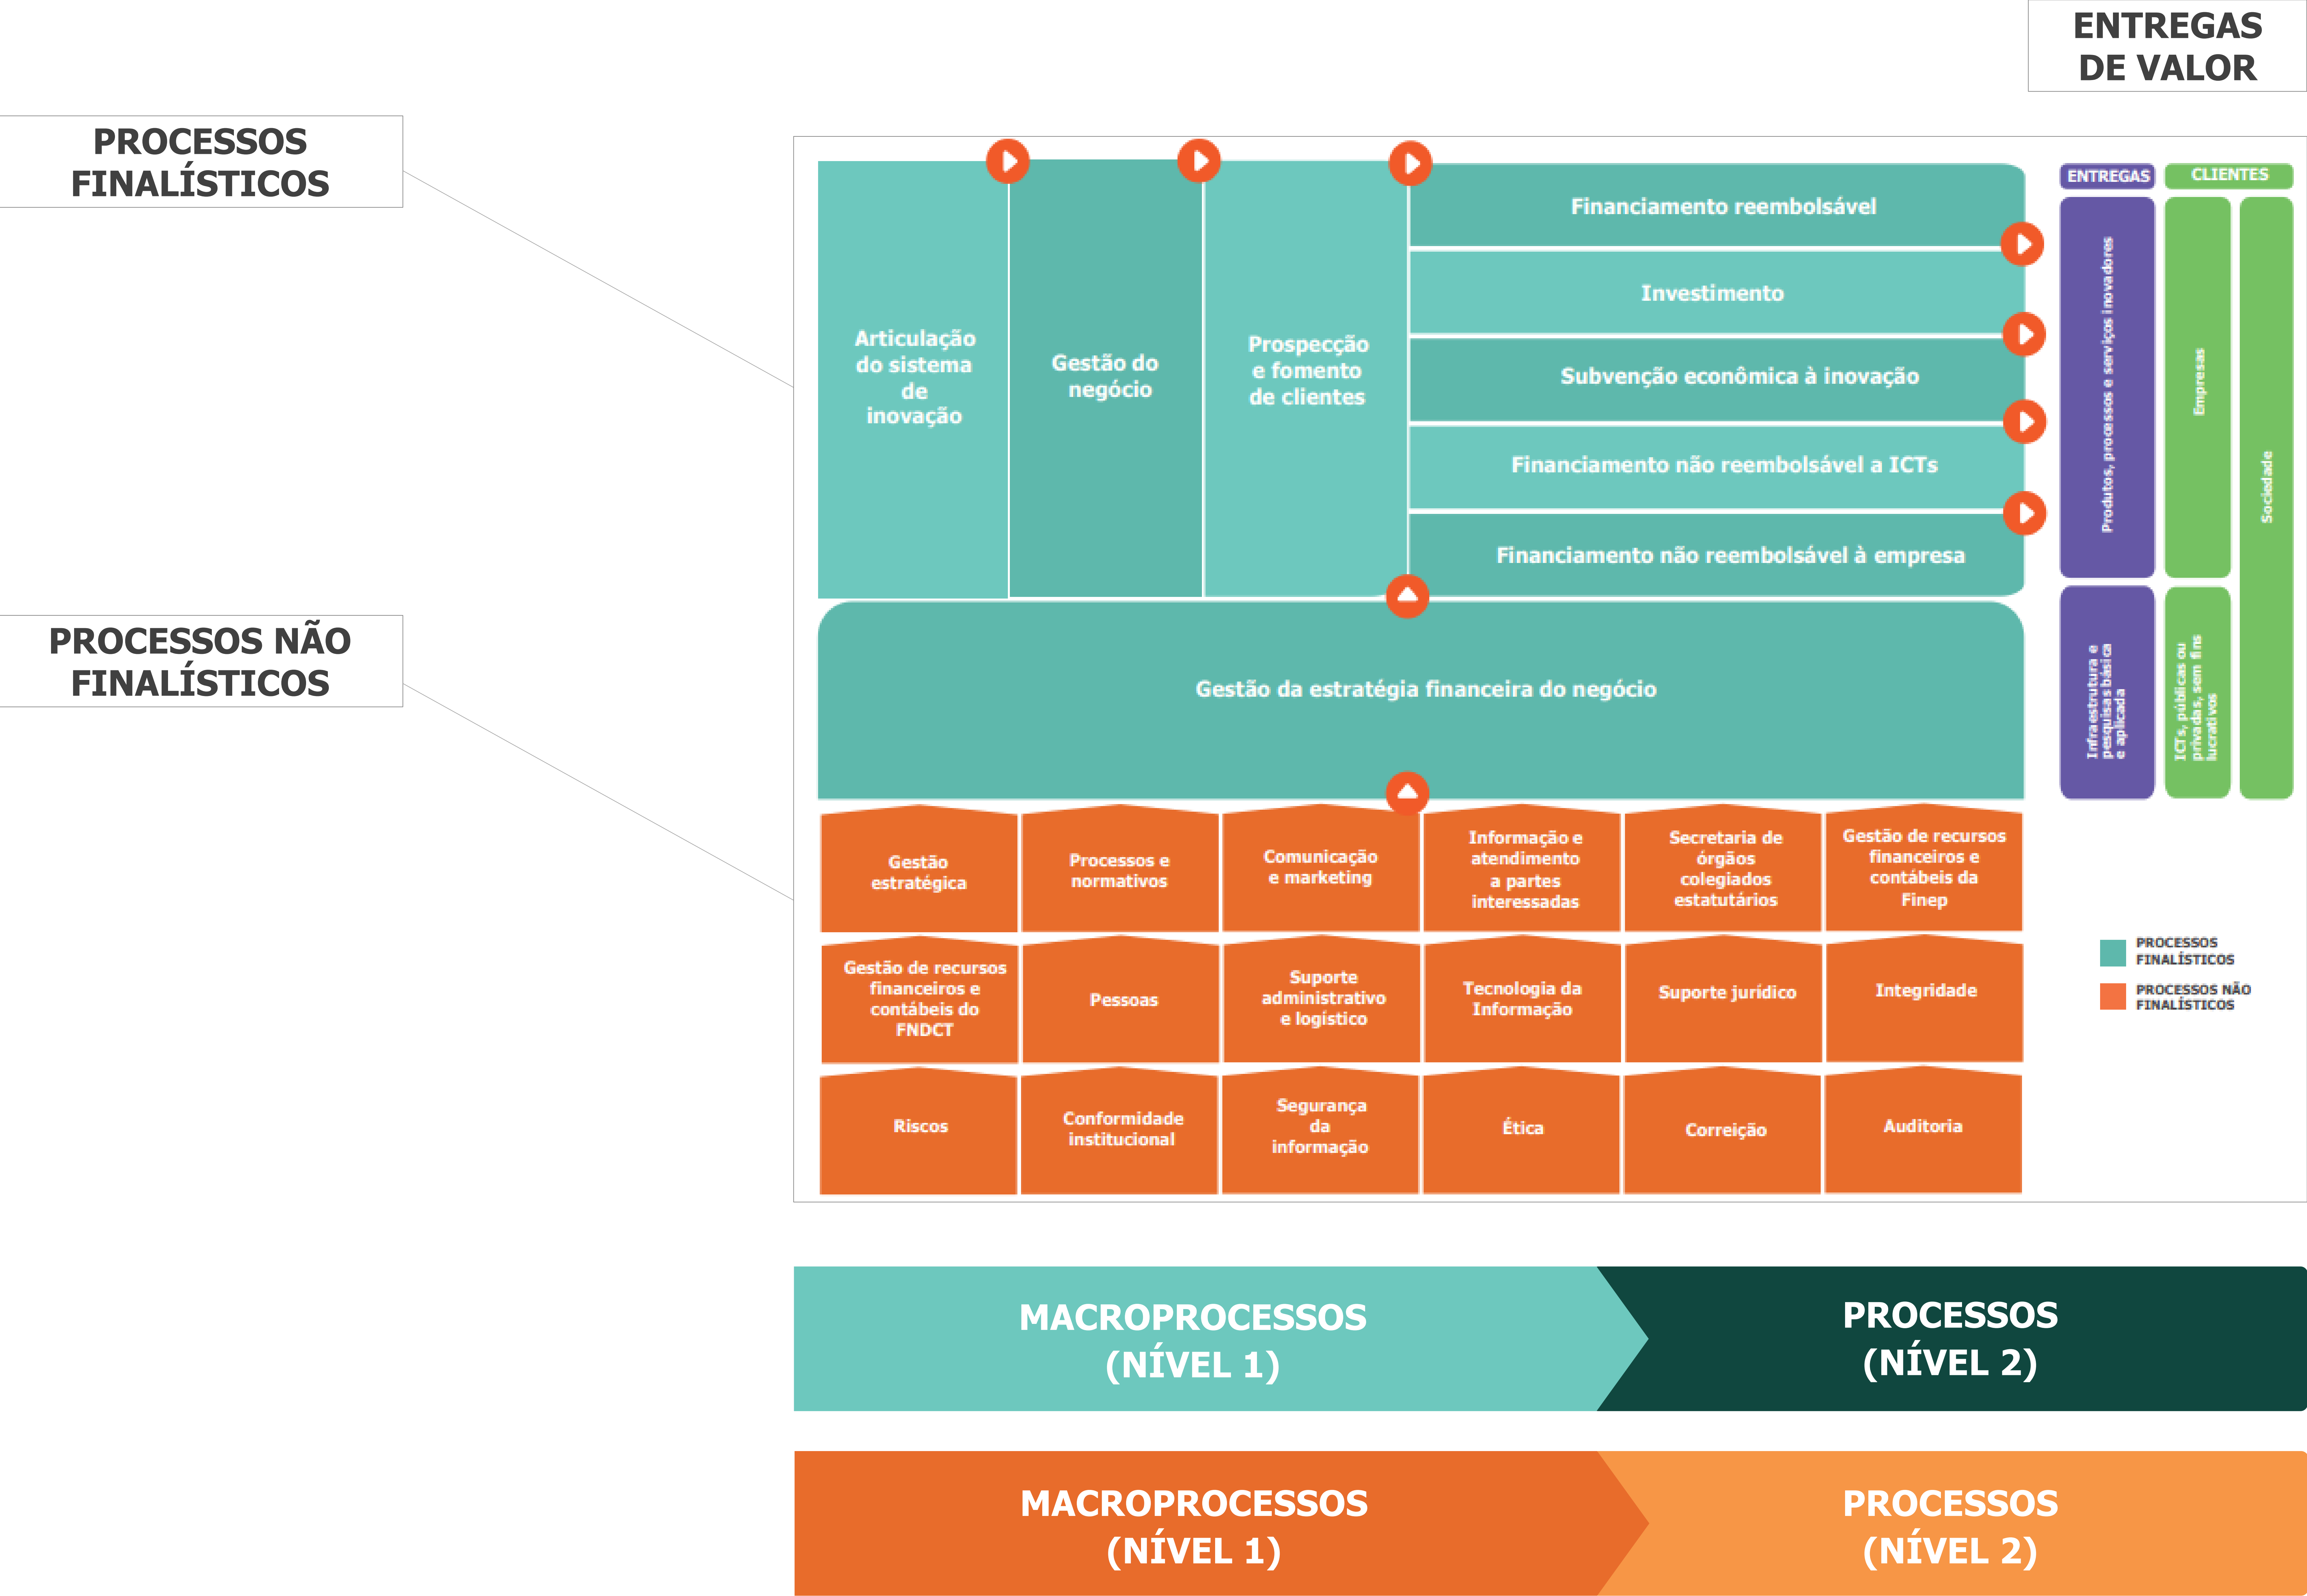 ENTREGAS
DE VALOR
PROCESSOS
FINALÍSTICOS
PROCESSOS NÃO
FINALÍSTICOS
Articulação
do sistema
de
inovação
Gestão do
negócio
Prospecção
e fomento
de clientes
Financiamento reembolsável
Investimento
Subvenção econômica à inovação
Financiamento não reembolsável a ICTs
Financiamento não reembolsável à empresa
Gestão da estratégia financeira do negócio
ENTREGAS
CLIENTES
Produtos, processos e serviços inovadores
Empresas
Sociedade
Infraestrutura e
pesquisas básica
e aplicada
ICTs, públicas ou
privadas, sem fins
lucrativos
Gestão
estratégica
Processos e
normativos
Comunicação
e marketing
Informação e
atendimento
a partes
interessadas
Secretaria de
órgãos
colegiados
estatutários
Gestão de recursos
financeiros e
contábeis da
Finep
Gestão de recursos
financeiros e
contábeis do
FNDCT
Pessoas
Suporte
administrativo
e logístico
Tecnologia da
Informação
Suporte jurídico
Integridade
Riscos
Conformidade
institucional
Segurança
da
informação
Ética
Correição
Auditoria
PROCESSOS
FINALÍSTICOS
PROCESSOS NÃO
FINALÍSTICOS
MACROPROCESSOS
(NÍVEL 1)
PROCESSOS
(NÍVEL 2)
MACROPROCESSOS
(NÍVEL 1)
PROCESSOS
(NÍVEL 2)